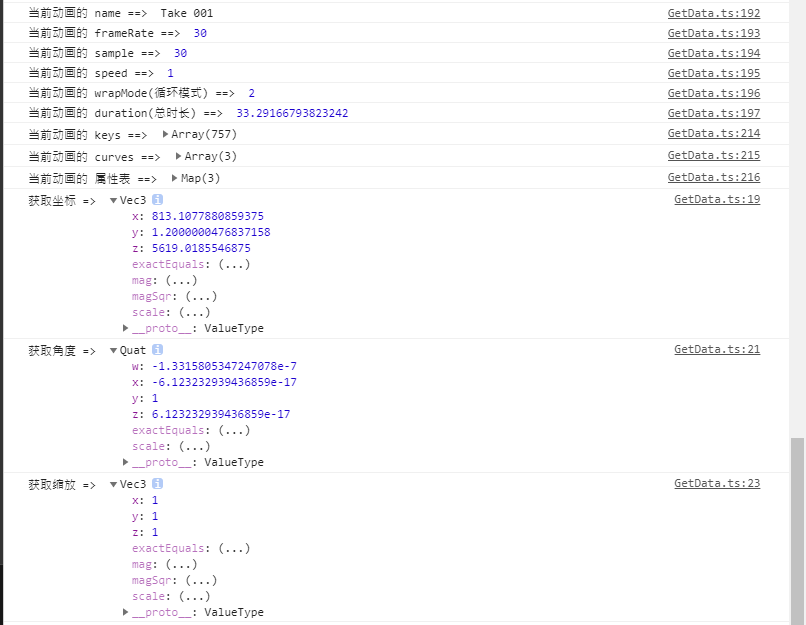 当前动画的 name ==>  Take 001 GetData.ts:192
当前动画的 frameRate ==>  30 GetData.ts:193
当前动画的 sample ==>  30 GetData.ts:194
当前动画的 speed ==>  1 GetData.ts:195
当前动画的 wrapMode(循环模式) ==>  2 GetData.ts:196
当前动画的 duration(总时长) ==>  33.29166793823242 GetData.ts:197
当前动画的 keys ==>  ▶Array(757) GetData.ts:214
当前动画的 curves ==>  ▶Array(3) GetData.ts:215
当前动画的 属性表 ==>  ▶Map(3) GetData.ts:216
获取坐标 =>  ▼Vec3 i GetData.ts:19
x: 813.1077880859375
y: 1.2000000476837158
z: 5619.0185546875
exactEquals: (...)
mag: (...)
magSqr: (...)
scale: (...)
▶__proto__: ValueType
获取角度 =>  ▼Quat i GetData.ts:21
w: -1.3315805347247078e-7
x: -6.123232939436859e-17
y: 1
z: 6.123232939436859e-17
exactEquals: (...)
scale: (...)
▶__proto__: ValueType
获取缩放 =>  ▼Vec3 i GetData.ts:23
x: 1
y: 1
z: 1
exactEquals: (...)
mag: (...)
magSqr: (...)
scale: (...)
▶__proto__: ValueType